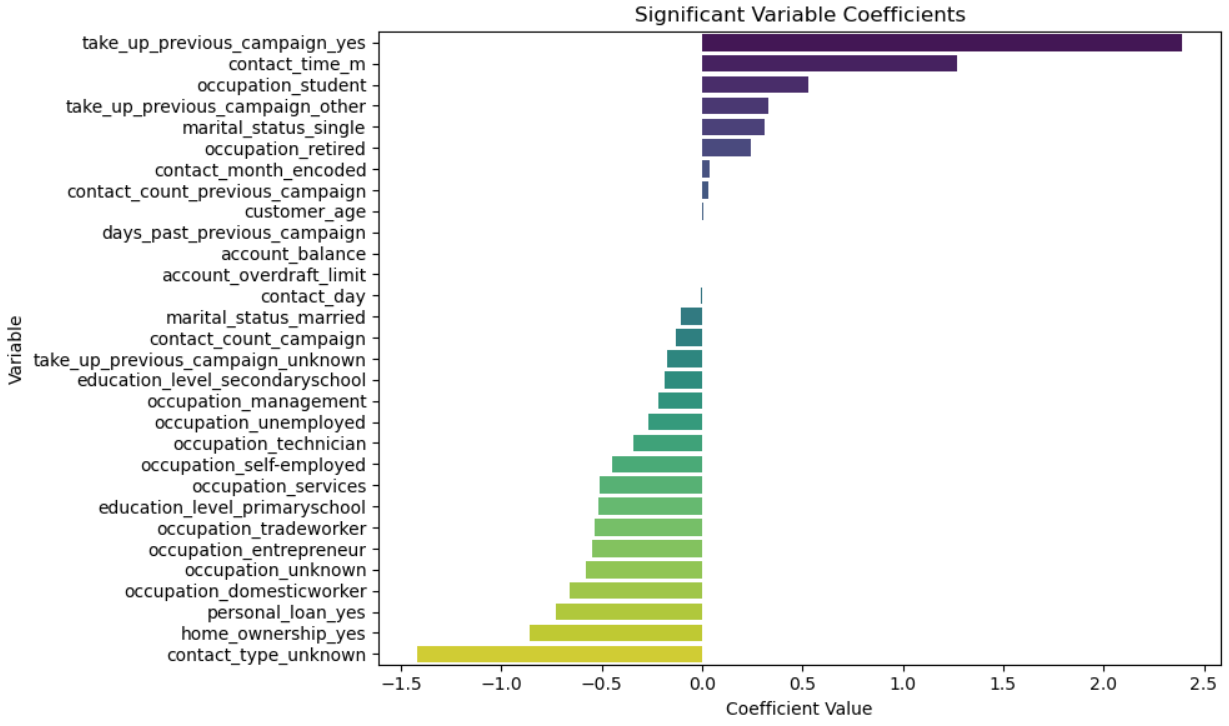 Significant Variable Coefficients
take_up_previous_campaign_yes
contact_time_m
occupation_student
take_up_previous_campaign_other
marital_status_single
occupation_retired
contact_month_encoded
contact_count_previous_campaign
customer_age
days_past_previous_campaign
account_balance
account_overdraft_limit
contact_day
marital_status_married
contact_count_campaign
take_up_previous_campaign_unknown
education_level_secondaryschool
occupation_management
occupation_unemployed
occupation_technician
occupation_self-employed
occupation_services
education_level_primaryschool
occupation_tradeworker
occupation_entrepreneur
occupation_unknown
occupation_domesticworker
personal_loan_yes
home_ownership_yes
contact_type_unknown
Variable
−1.5 −1.0 −0.5 0.0 0.5 1.0 1.5 2.0 2.5
Coefficient Value